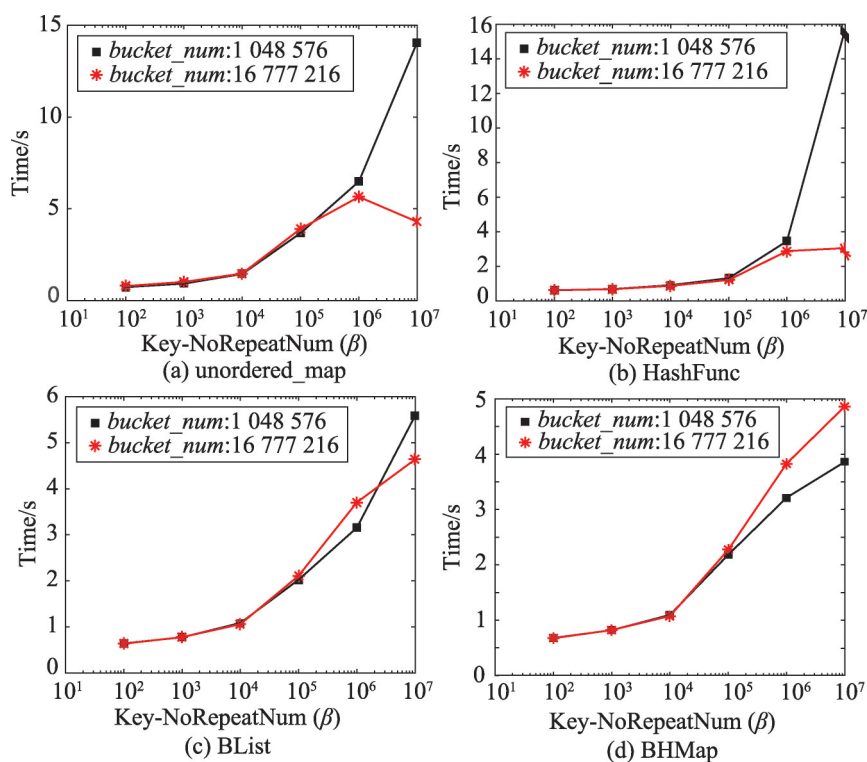 15
bucket_num:1 048 576
bucket_num:16 777 216
10
Time/s
5
0
10¹ 10² 10³ 10⁴ 10⁵ 10⁶ 10⁷
Key-NoRepeatNum (β)
(a) unordered_map
16
bucket_num:1 048 576
14
bucket_num:16 777 216
12
10
Time/s
8
6
4
2
0
10¹ 10² 10³ 10⁴ 10⁵ 10⁶ 10⁷
Key-NoRepeatNum (β)
(b) HashFunc
6
bucket_num:1 048 576
bucket_num:16 777 216
5
4
Time/s
3
2
1
0
10¹ 10² 10³ 10⁴ 10⁵ 10⁶ 10⁷
Key-NoRepeatNum (β)
(c) BList
5
bucket_num:1 048 576
bucket_num:16 777 216
4
3
Time/s
2
1
0
10¹ 10² 10³ 10⁴ 10⁵ 10⁶ 10⁷
Key-NoRepeatNum (β)
(d) BHMap